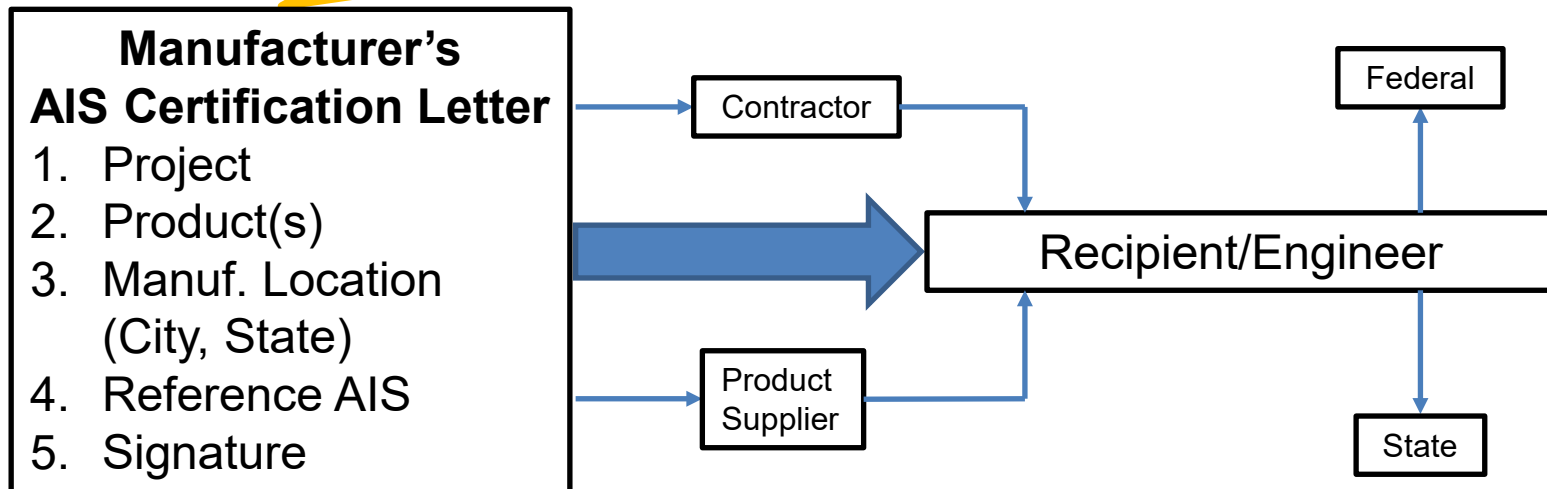 Manufacturer’s
AIS Certification Letter
1. Project
2. Product(s)
3. Manuf. Location
(City, State)
4. Reference AIS
5. Signature
Contractor
Product
Supplier
Recipient/Engineer
Federal
State